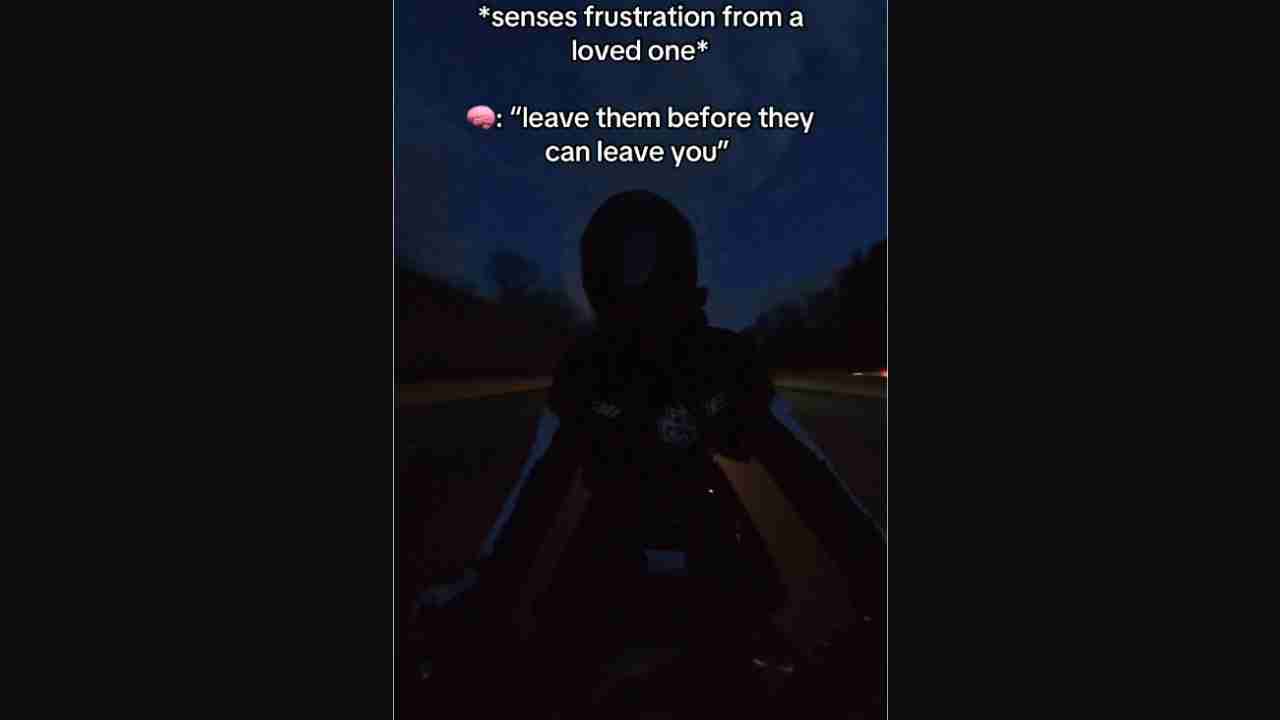 *senses frustration from a
loved one*
🧠: “leave them before they
can leave you”